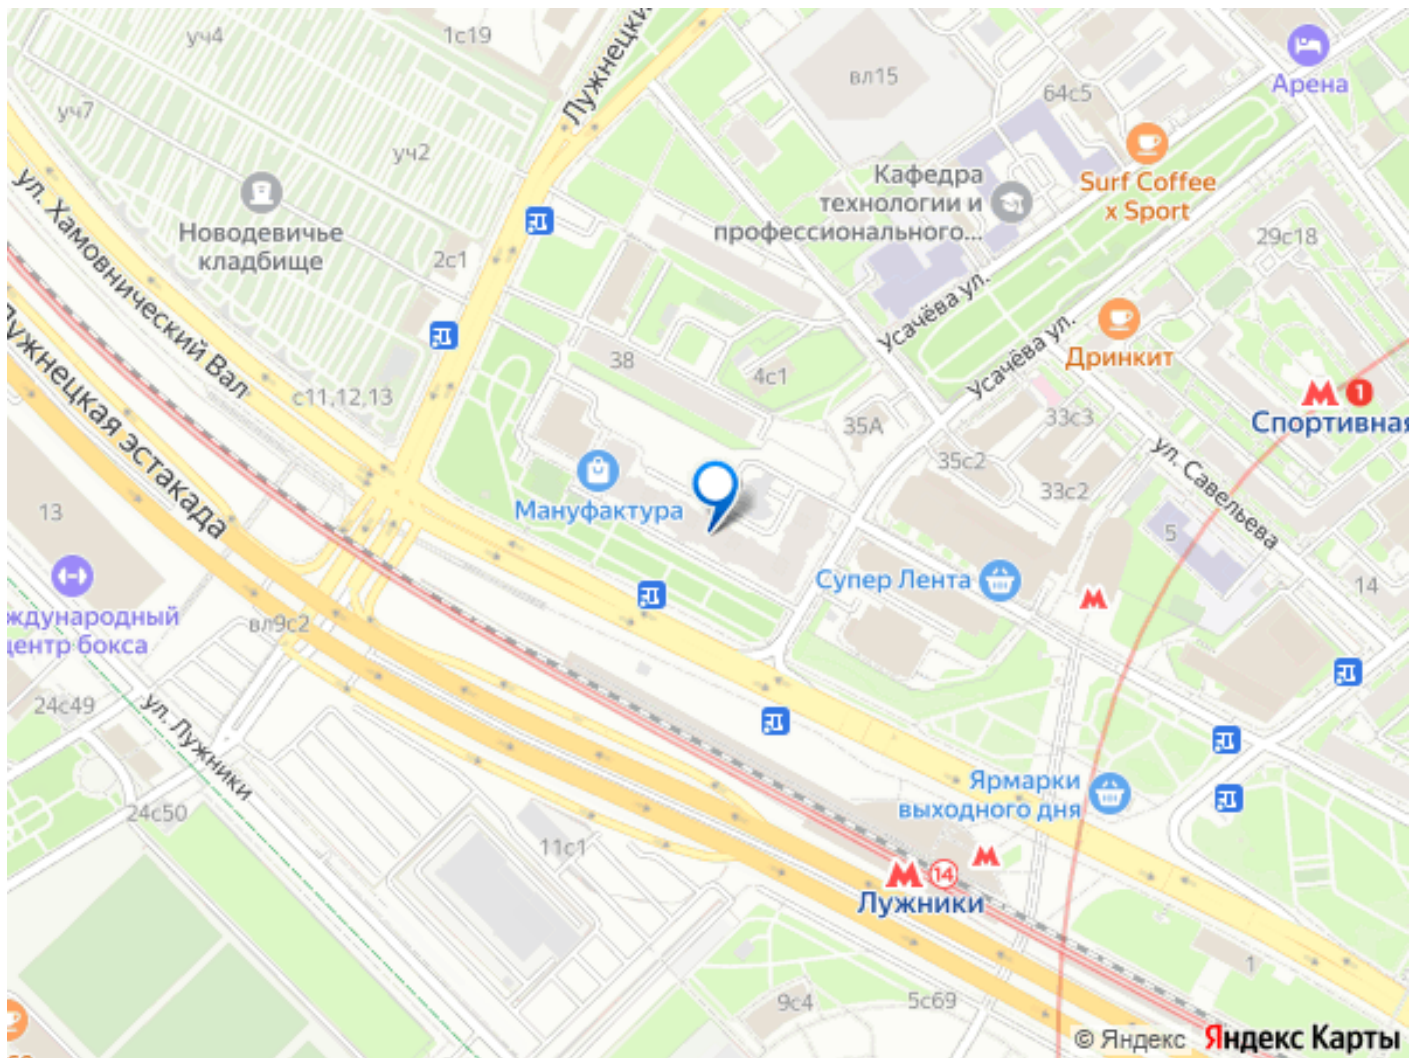 уч4
1с19
Лужнецки
вл15
64с5
Арена
уч7
уч2
Surf Coffee
x Sport
Кафедра
технологии и
профессионального...
ул. Хамовнический Вал
Новодевичье
кладбище
2с1
29с18
Усачёва ул.
Усачёва ул.
Дринкит
Лужнецкая эстакада
38
4с1
с11,12,13
35А
33с3
1
Спортивная
ул. Савельева
35с2
33с2
Мануфактура
13
5
Супер Лента
14
ждународный
центр бокса
вл9с2
24с49
ул. Лужники
Ярмарки
выходного дня
24с50
11с1
14
Лужники
1
9с4
5с69
© Яндекс Яндекс Карты